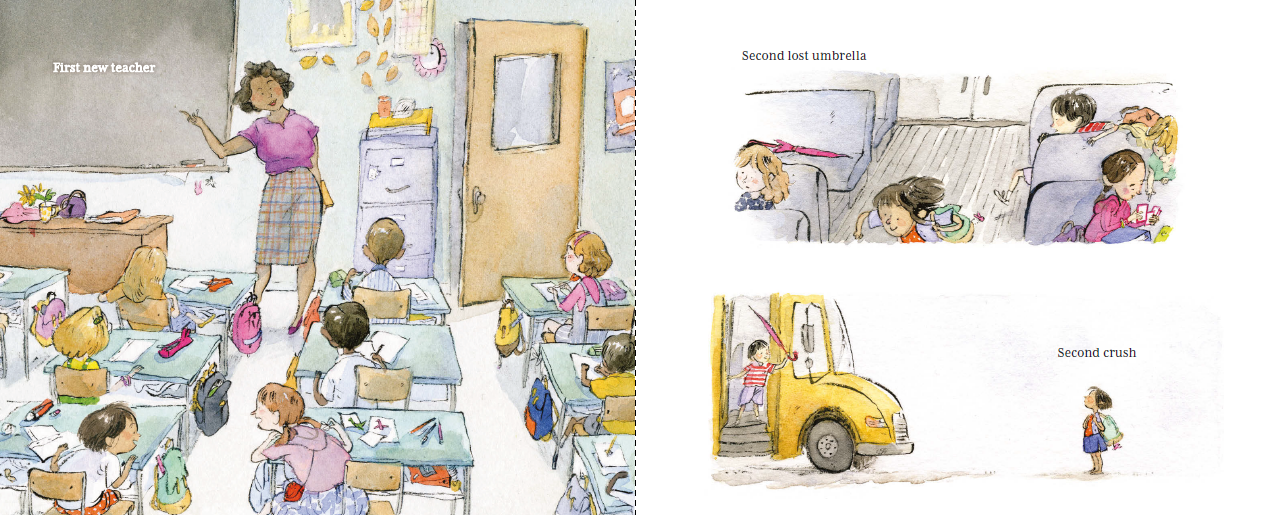 First new teacher
Second lost umbrella
Second crush